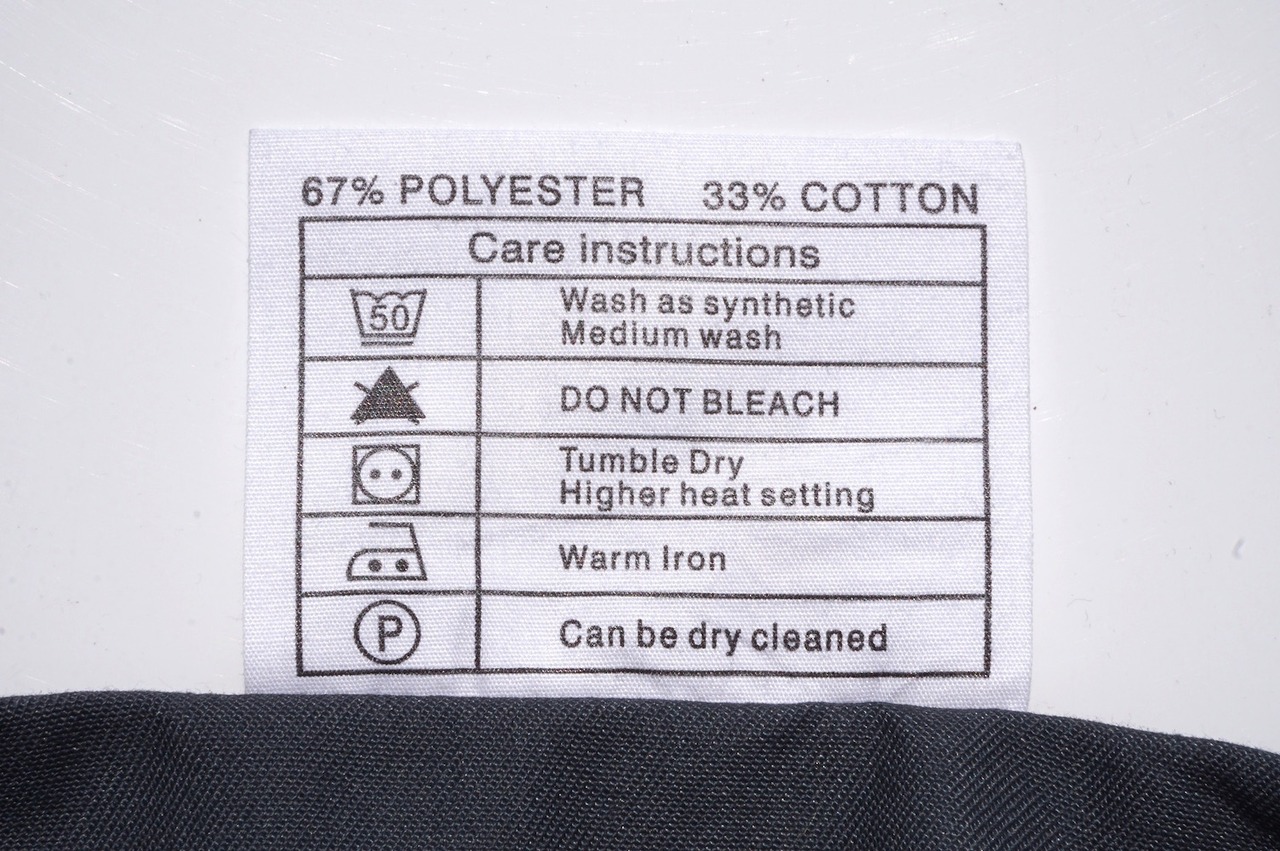 67% POLYESTER 33% COTTON
Care instructions
50
Wash as synthetic
Medium wash
DO NOT BLEACH
Tumble Dry
Higher heat setting
Warm Iron
P
Can be dry cleaned